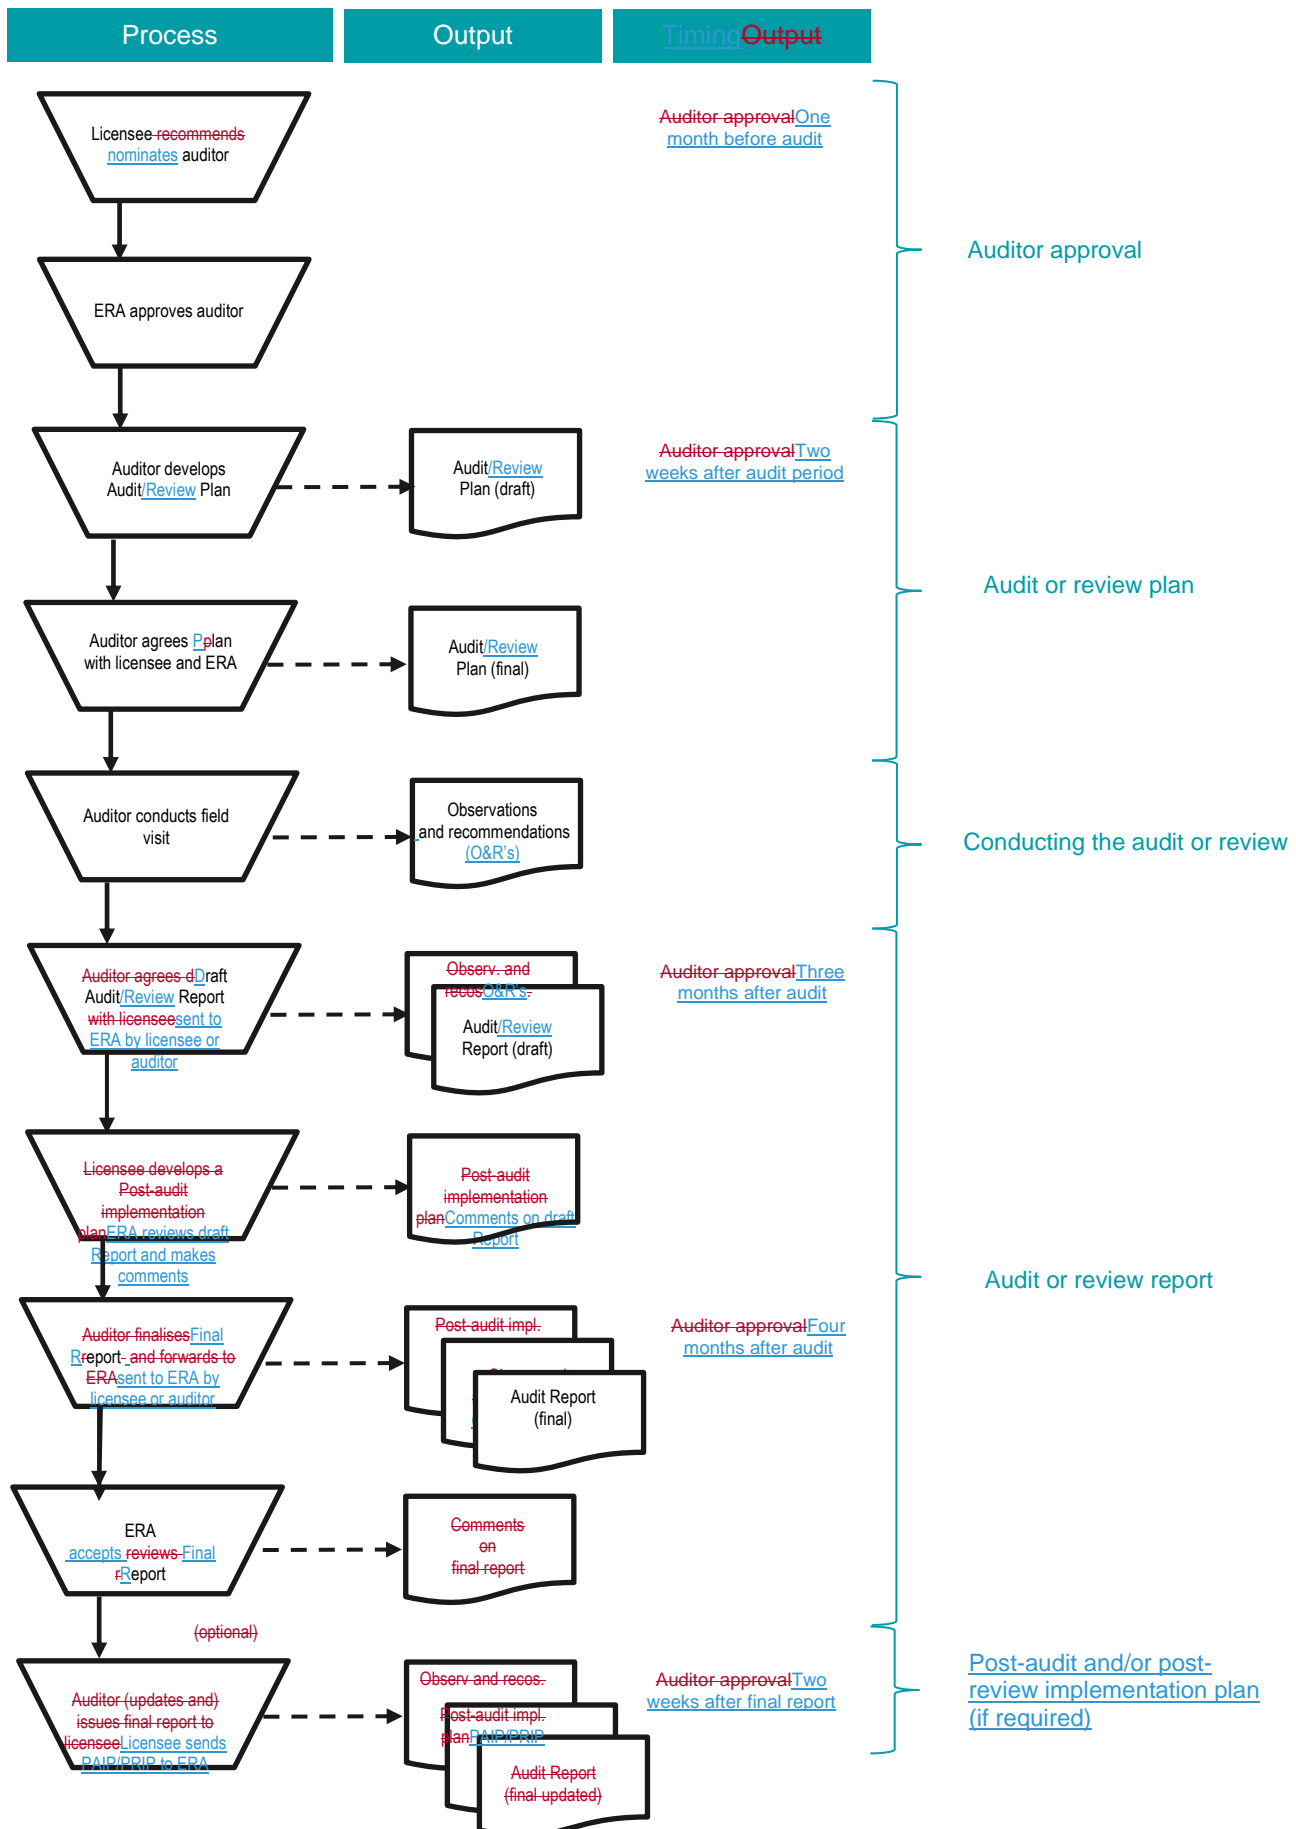 Process
Output
TimingOutput
Licensee recommends
nominates auditor
Auditor approvalOne
month before audit
Auditor approval
ERA approves auditor
Auditor develops
Audit/Review Plan
Audit/Review
Plan (draft)
Auditor approvalTwo
weeks after audit period
Audit or review plan
Auditor agrees Pplan
with licensee and ERA
Audit/Review
Plan (final)
Auditor conducts field
visit
Observations
and recommendations
(O&R's)
Conducting the audit or review
Auditor agrees dDraft
Audit/Review Report
with licenseesent to
ERA by licensee or
auditor
Observ. and
recosO&R's.
Audit/Review
Report (draft)
Auditor approvalThree
months after audit
Licensee develops a
Post-audit
implementation
planERA reviews draft
Report and makes
comments
Post-audit
implementation
planComments on draft
Report
Audit or review report
Auditor finalisesFinal
Rreport- and forwards to
ERAsent to ERA by
licensee or auditor
Post-audit impl.
Audit Report
(final)
Auditor approvalFour
months after audit
ERA
accepts reviews Final
rReport
Comments
on
final report
(optional)
Auditor (updates and)
issues final report to
licenseeLicensee sends
PAIP/PRIP to ERA
Observ and recos.
Post-audit impl.
planPAIP/PRIP
Audit Report
(final updated)
Auditor approvalTwo
weeks after final report
Post-audit and/or post-
review implementation plan
(if required)